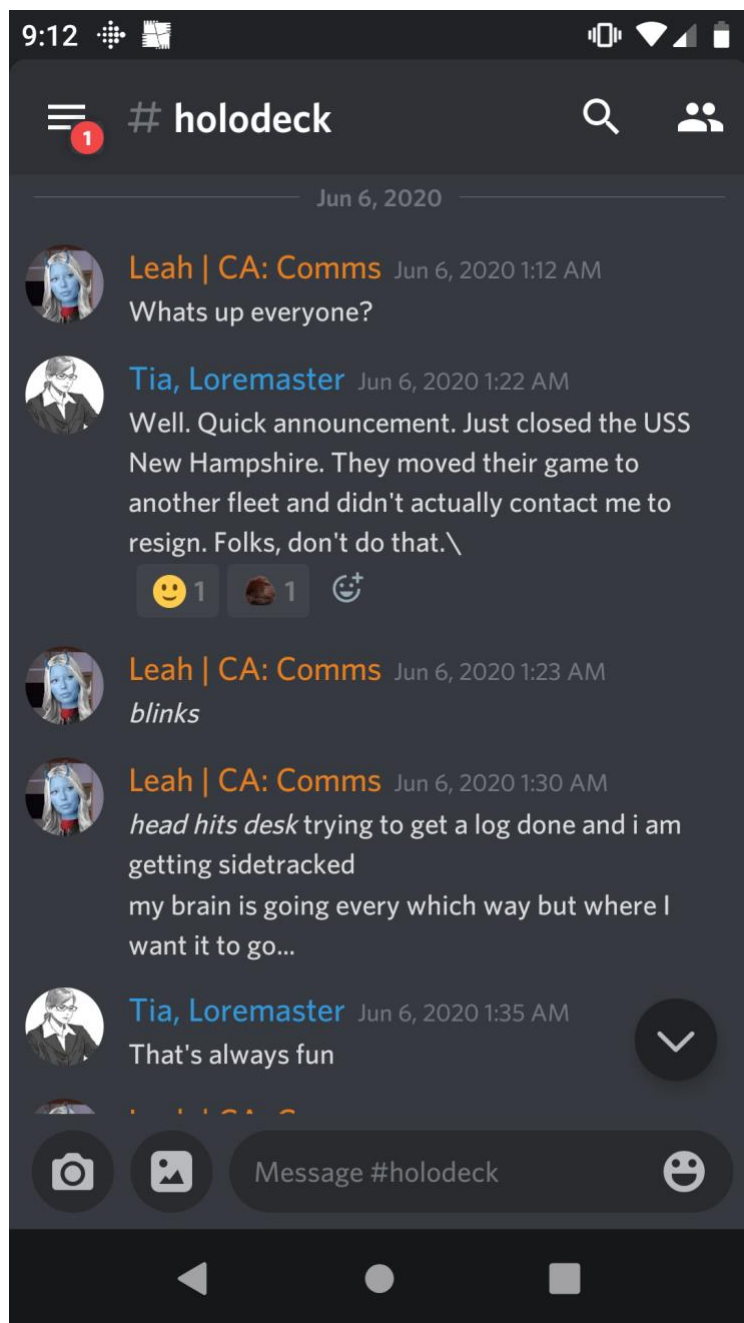 9:12
1
# holodeck
Jun 6, 2020
Leah | CA: Comms Jun 6, 2020 1:12 AM
Whats up everyone?
Tia, Loremaster Jun 6, 2020 1:22 AM
Well. Quick announcement. Just closed the USS
New Hampshire. They moved their game to
another fleet and didn't actually contact me to
resign. Folks, don't do that.\
1 1
Leah | CA: Comms Jun 6, 2020 1:23 AM
blinks
Leah | CA: Comms Jun 6, 2020 1:30 AM
head hits desk trying to get a log done and i am
getting sidetracked
my brain is going every which way but where I
want it to go...
Tia, Loremaster Jun 6, 2020 1:35 AM
That's always fun
Message #holodeck